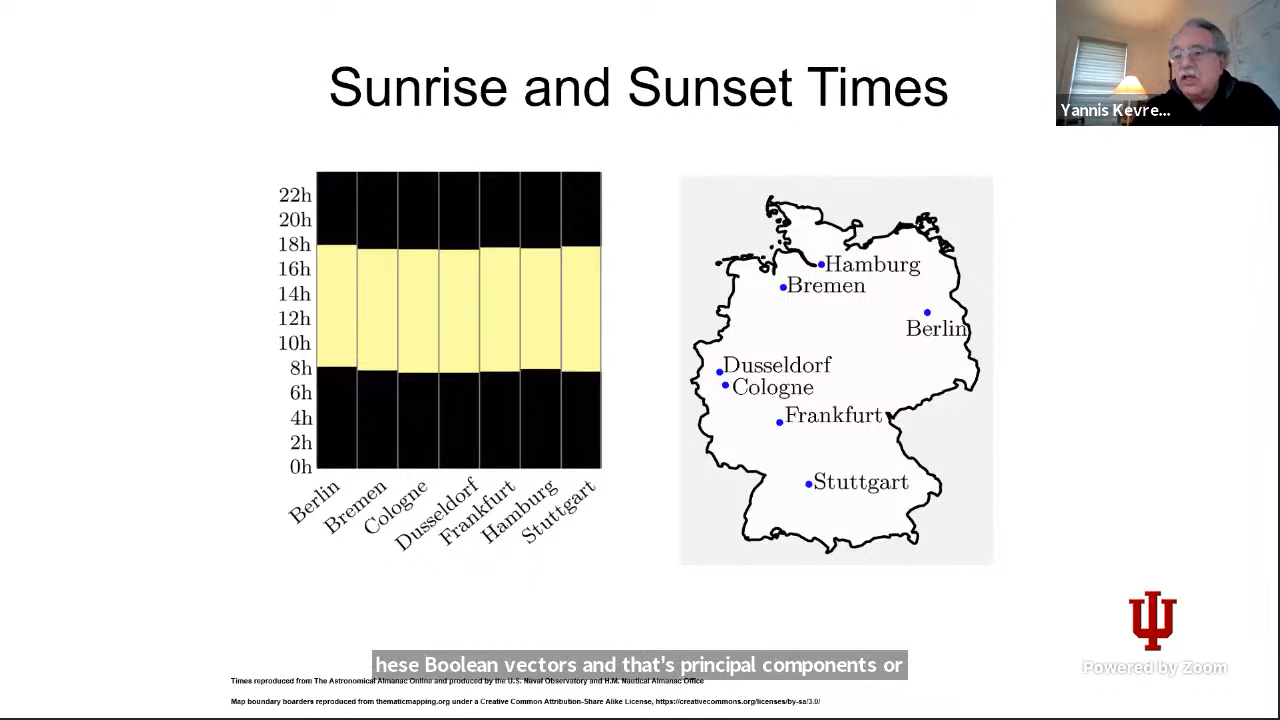 Sunrise and Sunset Times
Yannis Kevre...
22h
20h
18h
16h
14h
12h
10h
8h
6h
4h
2h
0h
Berlin
Bremen
Cologne
Dusseldorf
Frankfurt
Hamburg
Stuttgart
Hamburg
Bremen
Berlin
Dusseldorf
Cologne
Frankfurt
Stuttgart
hese Boolean vectors and that's principal components or
Times reproduced from The Astronomical Almanac Online and produced by the U.S. Naval Observatory and H.M. Nautical Almanac Office
Map boundary boarders reproduced from thematicmapping.org under a Creative Common Attribution-Share Alike License, https://creativecommons.org/licenses/by-sa/3.0/
Powered by Zoom